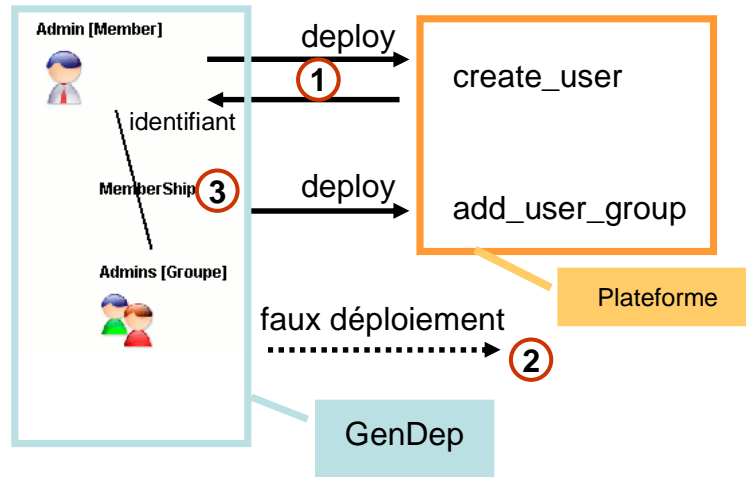 Admin [Member]
deploy
1
create_user
identifiant
MemberShip
3
deploy
add_user_group
Admins [Groupe]
Plateforme
faux déploiement
2
GenDep